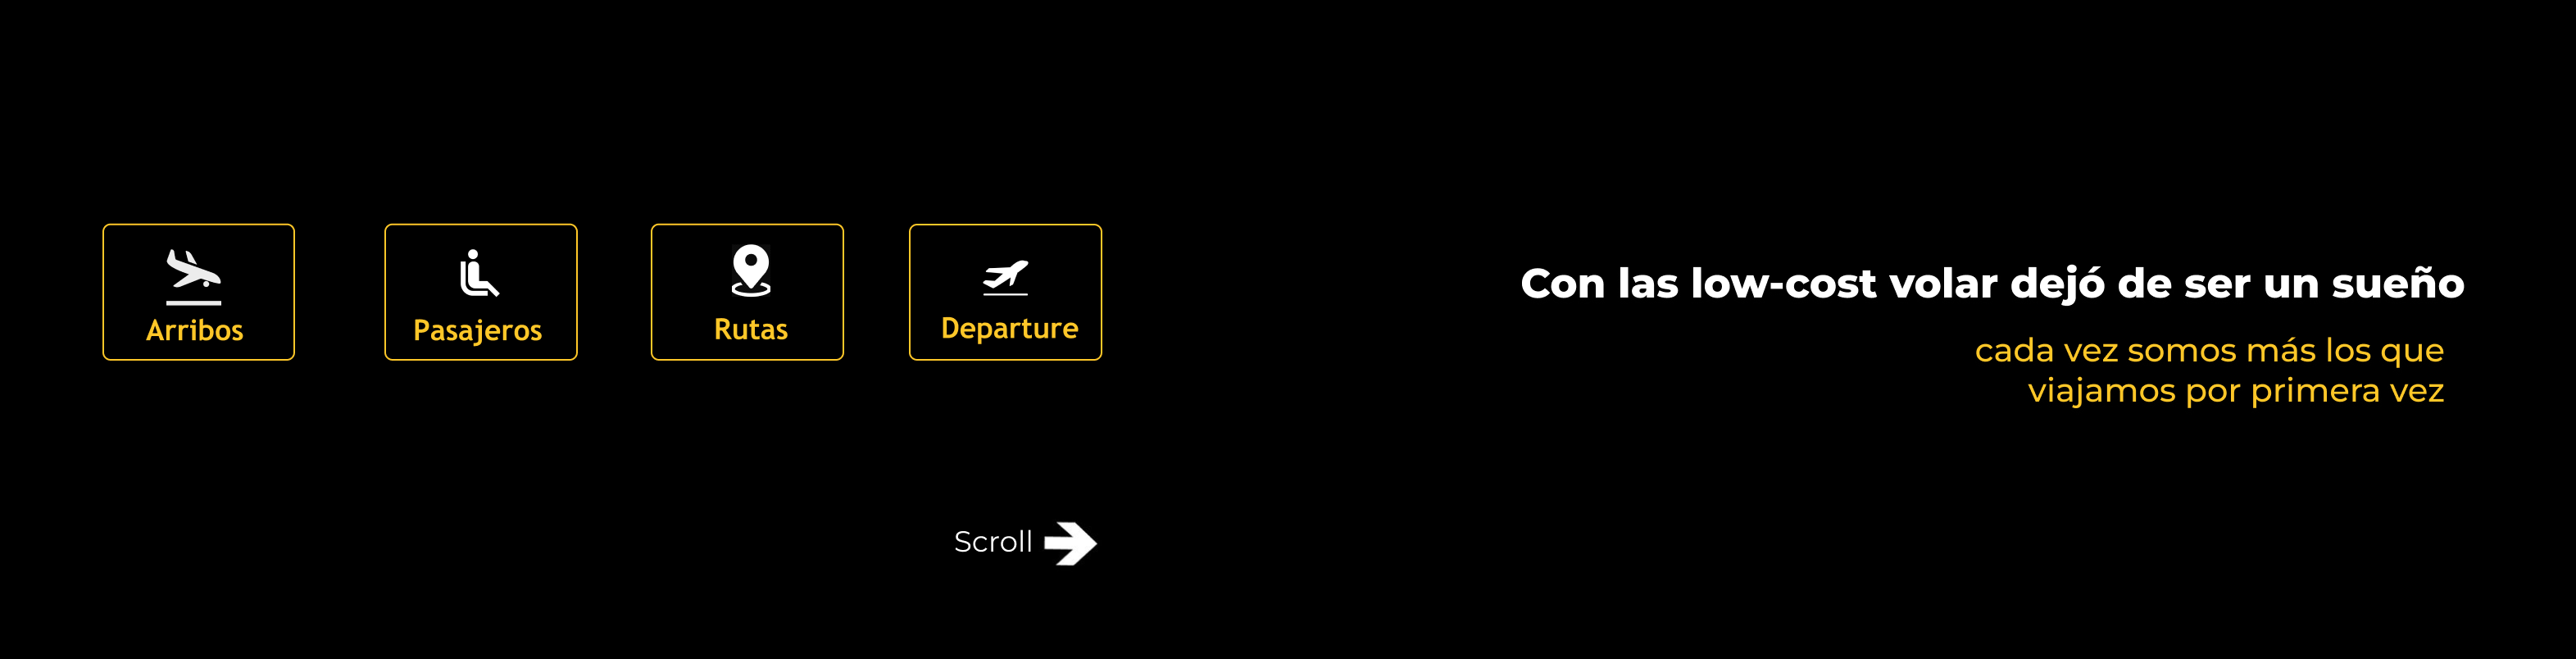 Arribos
Pasajeros
Rutas
Departure
Scroll
Con las low-cost volar dejó de ser un sueño
cada vez somos más los que
viajamos por primera vez